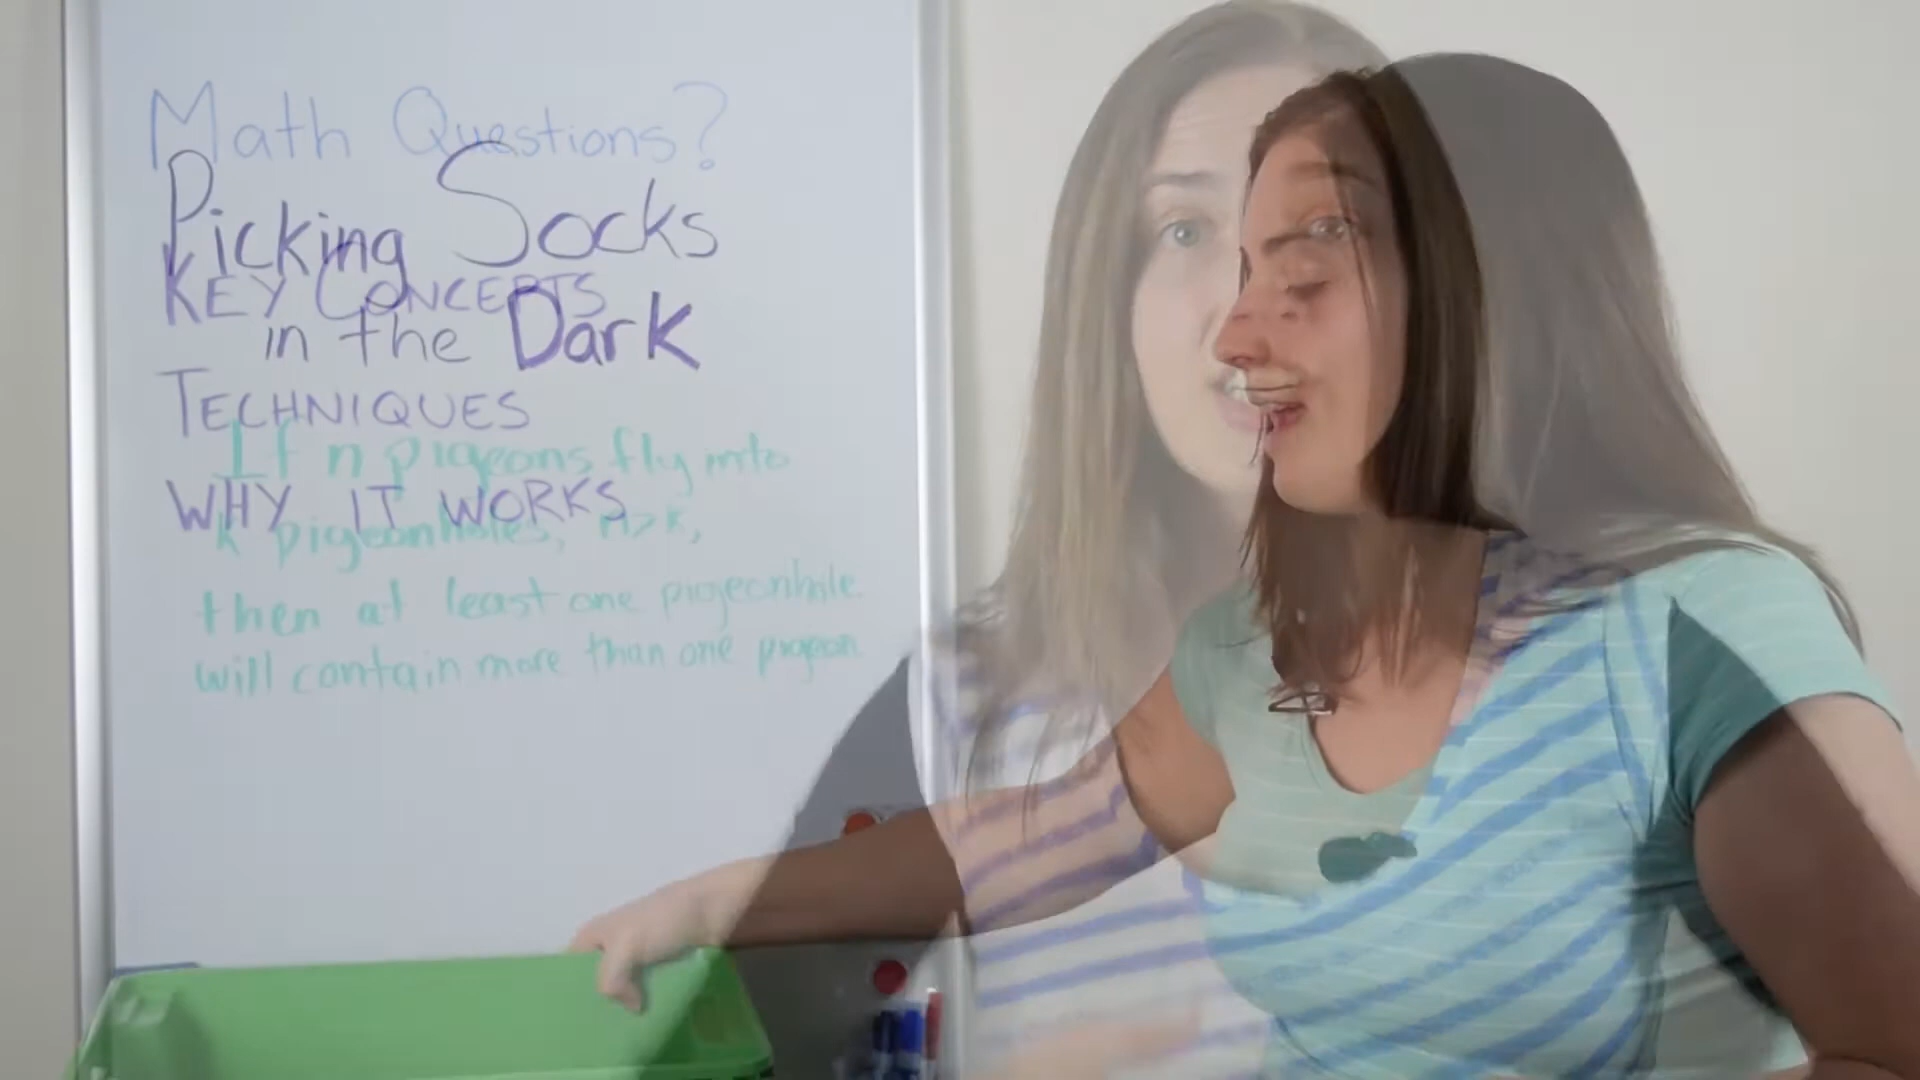 Math Questions?
Picking Socks
KEY CONCEPTS
in the Dark
TECHNIQUES
If n pigeons fly into
WHY IT WORKS
k pigeonholes, n>k,
then at least one pigeonhole
will contain more than one pigeon.